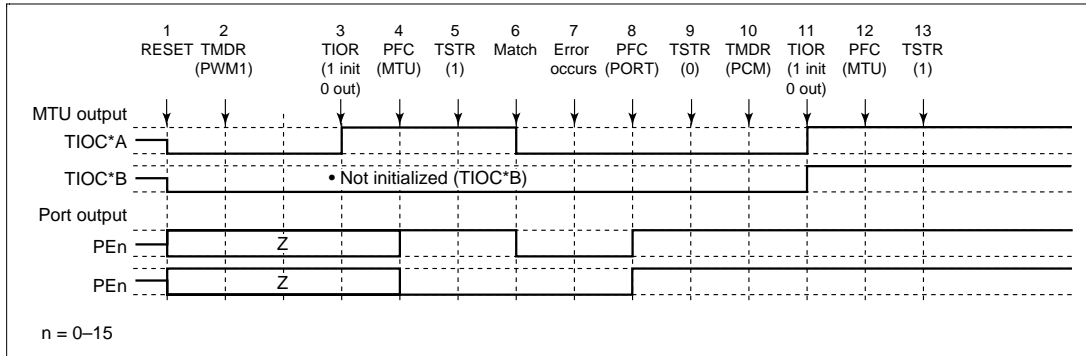 1 2 3 4 5 6 7 8 9 10 11 12 13
RESET TMDR TIOR PFC TSTR Match Error PFC TSTR TMDR TIOR PFC TSTR
(PWM1) (1 init (MTU) (1) occurs (PORT) (0) (PCM) (1 init (MTU) (1)
0 out) 0 out)
MTU output
TIOC*A
TIOC*B • Not initialized (TIOC*B)
Port output
PEn Z
PEn Z
n = 0–15